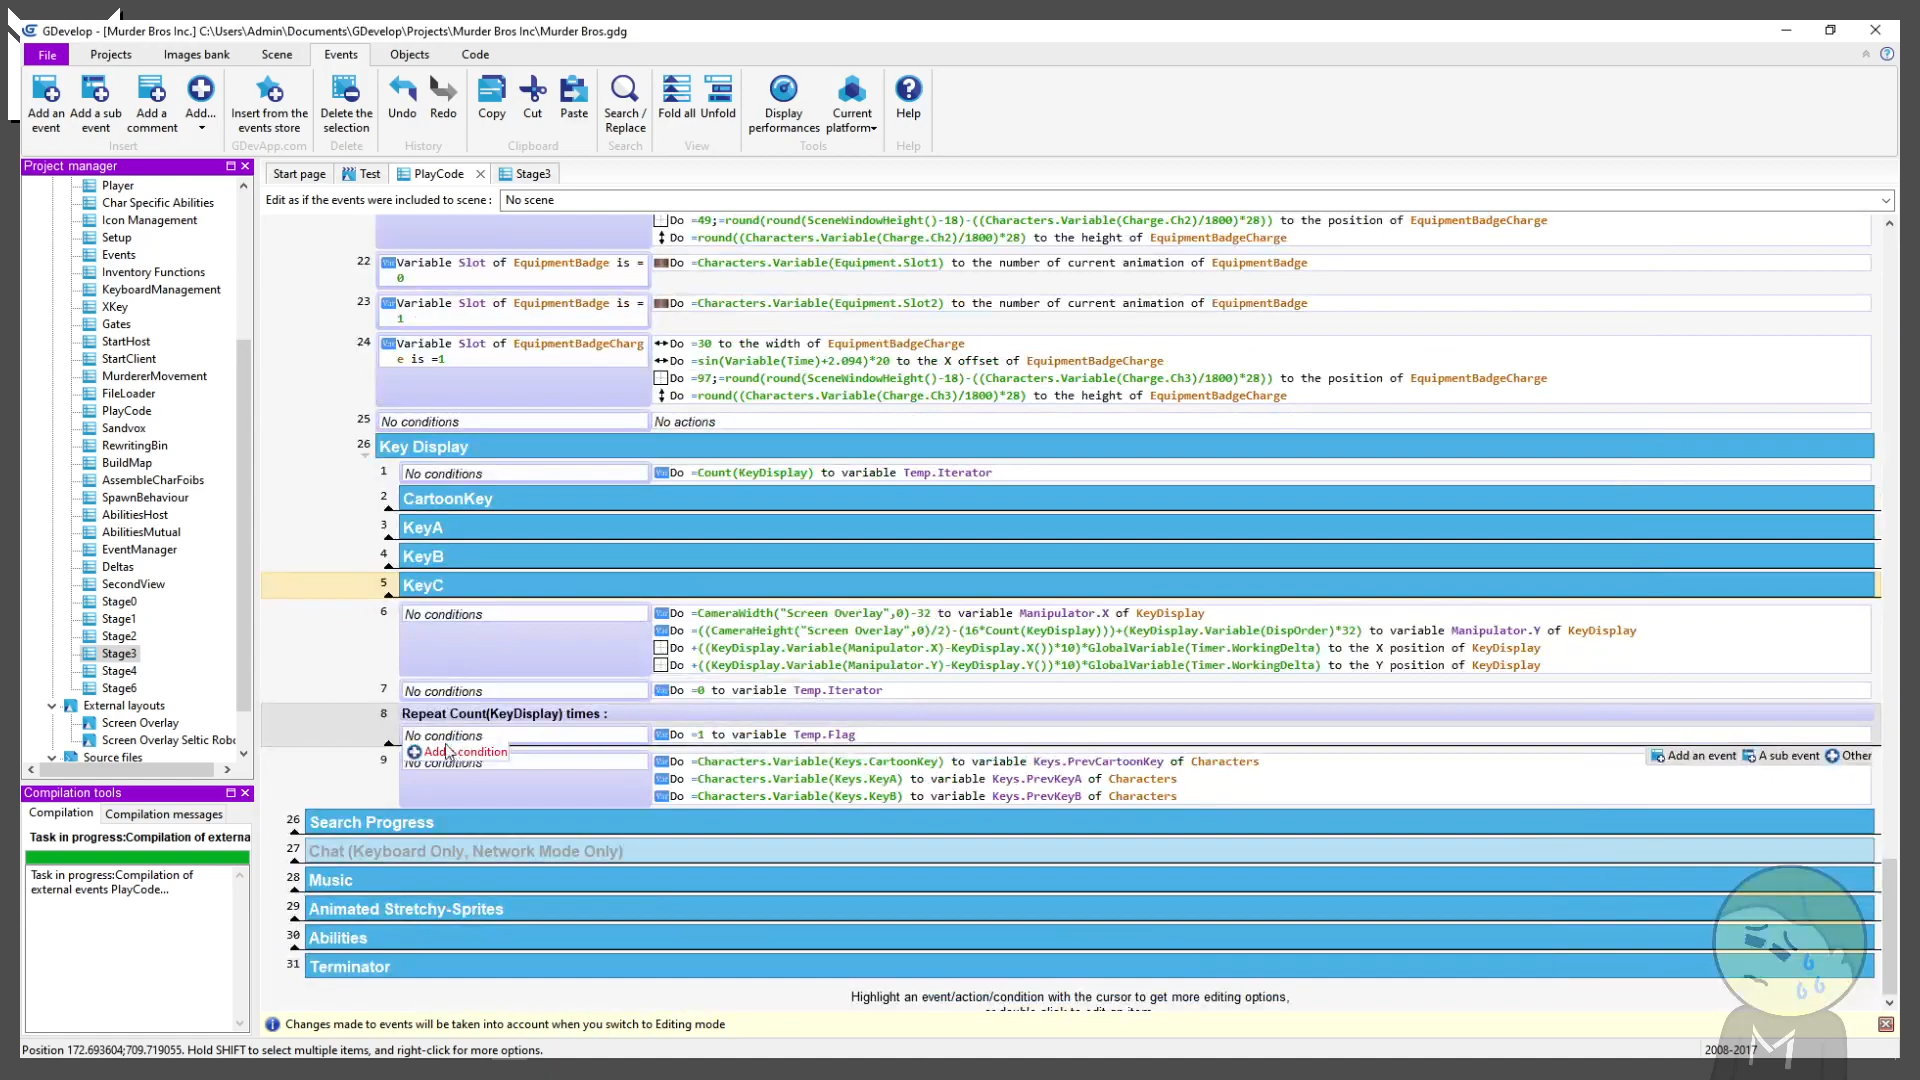 GDevelop - [Murder Bros Inc.] C:\Users\Admin\Documents\GDevelop\Projects\Murder Bros Inc\Murder Bros.gdg
File Projects Images bank Scene Events Objects Code
Add an event
Add a sub event
Add a comment
Add...
Insert from the events store
Delete the selection
Undo
Redo
Copy
Cut
Paste
Search / Replace
Fold all
Unfold
Display performances
Current platform
Help
Insert GDevApp.com Delete History Clipboard Search View Tools Help
Project manager
Player
Char Specific Abilities
Icon Management
Setup
Events
Inventory Functions
KeyboardManagement
XKey
Gates
StartHost
StartClient
MurdererMovement
FileLoader
PlayCode
Sandvox
RewritingBin
BuildMap
AssembleCharFoibs
SpawnBehaviour
AbilitiesHost
AbilitiesMutual
EventManager
Deltas
SecondView
Stage0
Stage1
Stage2
Stage3
Stage4
Stage6
External layouts
Screen Overlay
Screen Overlay Seltic Robo
Source files
Compilation tools
Compilation Compilation messages
Task in progress:Compilation of externa
Task in progress:Compilation of
external events PlayCode...
Start page Test PlayCode Stage3
Edit as if the events were included to scene : No scene
Do =49;=round(round(SceneWindowHeight()-18)-((Characters.Variable(Charge.Ch2)/1800)*28)) to the position of EquipmentBadgeCharge
Do =round((Characters.Variable(Charge.Ch2)/1800)*28) to the height of EquipmentBadgeCharge
22 Variable Slot of EquipmentBadge is = 0 Do =Characters.Variable(Equipment.Slot1) to the number of current animation of EquipmentBadge
23 Variable Slot of EquipmentBadge is = 1 Do =Characters.Variable(Equipment.Slot2) to the number of current animation of EquipmentBadge
24 Variable Slot of EquipmentBadgeCharg
e is =1
Do =30 to the width of EquipmentBadgeCharge
Do =sin(Variable(Time)+2.094)*20 to the X offset of EquipmentBadgeCharge
Do =97;=round(round(SceneWindowHeight()-18)-((Characters.Variable(Charge.Ch3)/1800)*28)) to the position of EquipmentBadgeCharge
Do =round((Characters.Variable(Charge.Ch3)/1800)*28) to the height of EquipmentBadgeCharge
25 No conditions No actions
26 Key Display
1 No conditions Do =Count(KeyDisplay) to variable Temp.Iterator
2 CartoonKey
3 KeyA
4 KeyB
5 KeyC
6 No conditions Do =CameraWidth("Screen Overlay",0)-32 to variable Manipulator.X of KeyDisplay
Do =((CameraHeight("Screen Overlay",0)/2)-(16*Count(KeyDisplay)))+(KeyDisplay.Variable(DispOrder)*32) to variable Manipulator.Y of KeyDisplay
Do +((KeyDisplay.Variable(Manipulator.X)-KeyDisplay.X())*10)*GlobalVariable(Timer.WorkingDelta) to the X position of KeyDisplay
Do +((KeyDisplay.Variable(Manipulator.Y)-KeyDisplay.Y())*10)*GlobalVariable(Timer.WorkingDelta) to the Y position of KeyDisplay
7 No conditions Do =0 to variable Temp.Iterator
8 Repeat Count(KeyDisplay) times :
No conditions Do =1 to variable Temp.Flag
Add condition
Add an event A sub event Other
9 No conditions Do =Characters.Variable(Keys.CartoonKey) to variable Keys.PrevCartoonKey of Characters
Do =Characters.Variable(Keys.KeyA) to variable Keys.PrevKeyA of Characters
Do =Characters.Variable(Keys.KeyB) to variable Keys.PrevKeyB of Characters
26 Search Progress
27 Chat (Keyboard Only, Network Mode Only)
28 Music
29 Animated Stretchy-Sprites
30 Abilities
31 Terminator
Highlight an event/action/condition with the cursor to get more editing options,
Changes made to events will be taken into account when you switch to Editing mode
Position 172.693604;709.719055. Hold SHIFT to select multiple items, and right-click for more options.
2008-2017